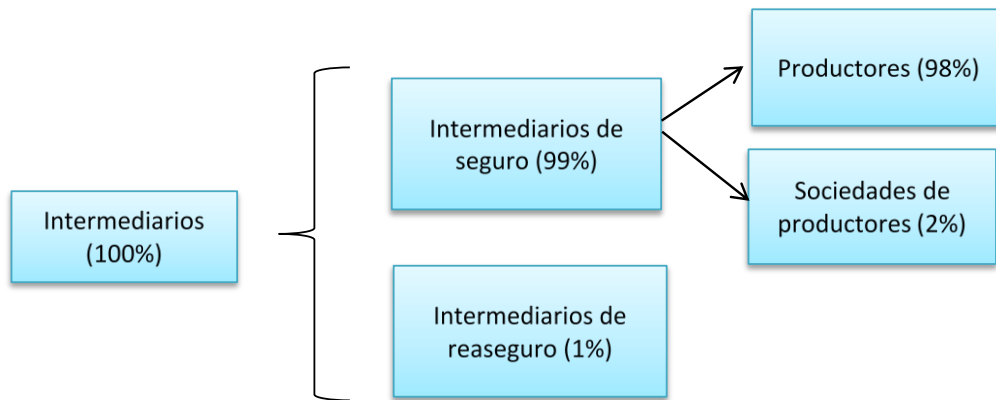 Intermediarios
(100%)
Intermediarios de
seguro (99%)
Productores (98%)
Sociedades de
productores (2%)
Intermediarios de
reaseguro (1%)